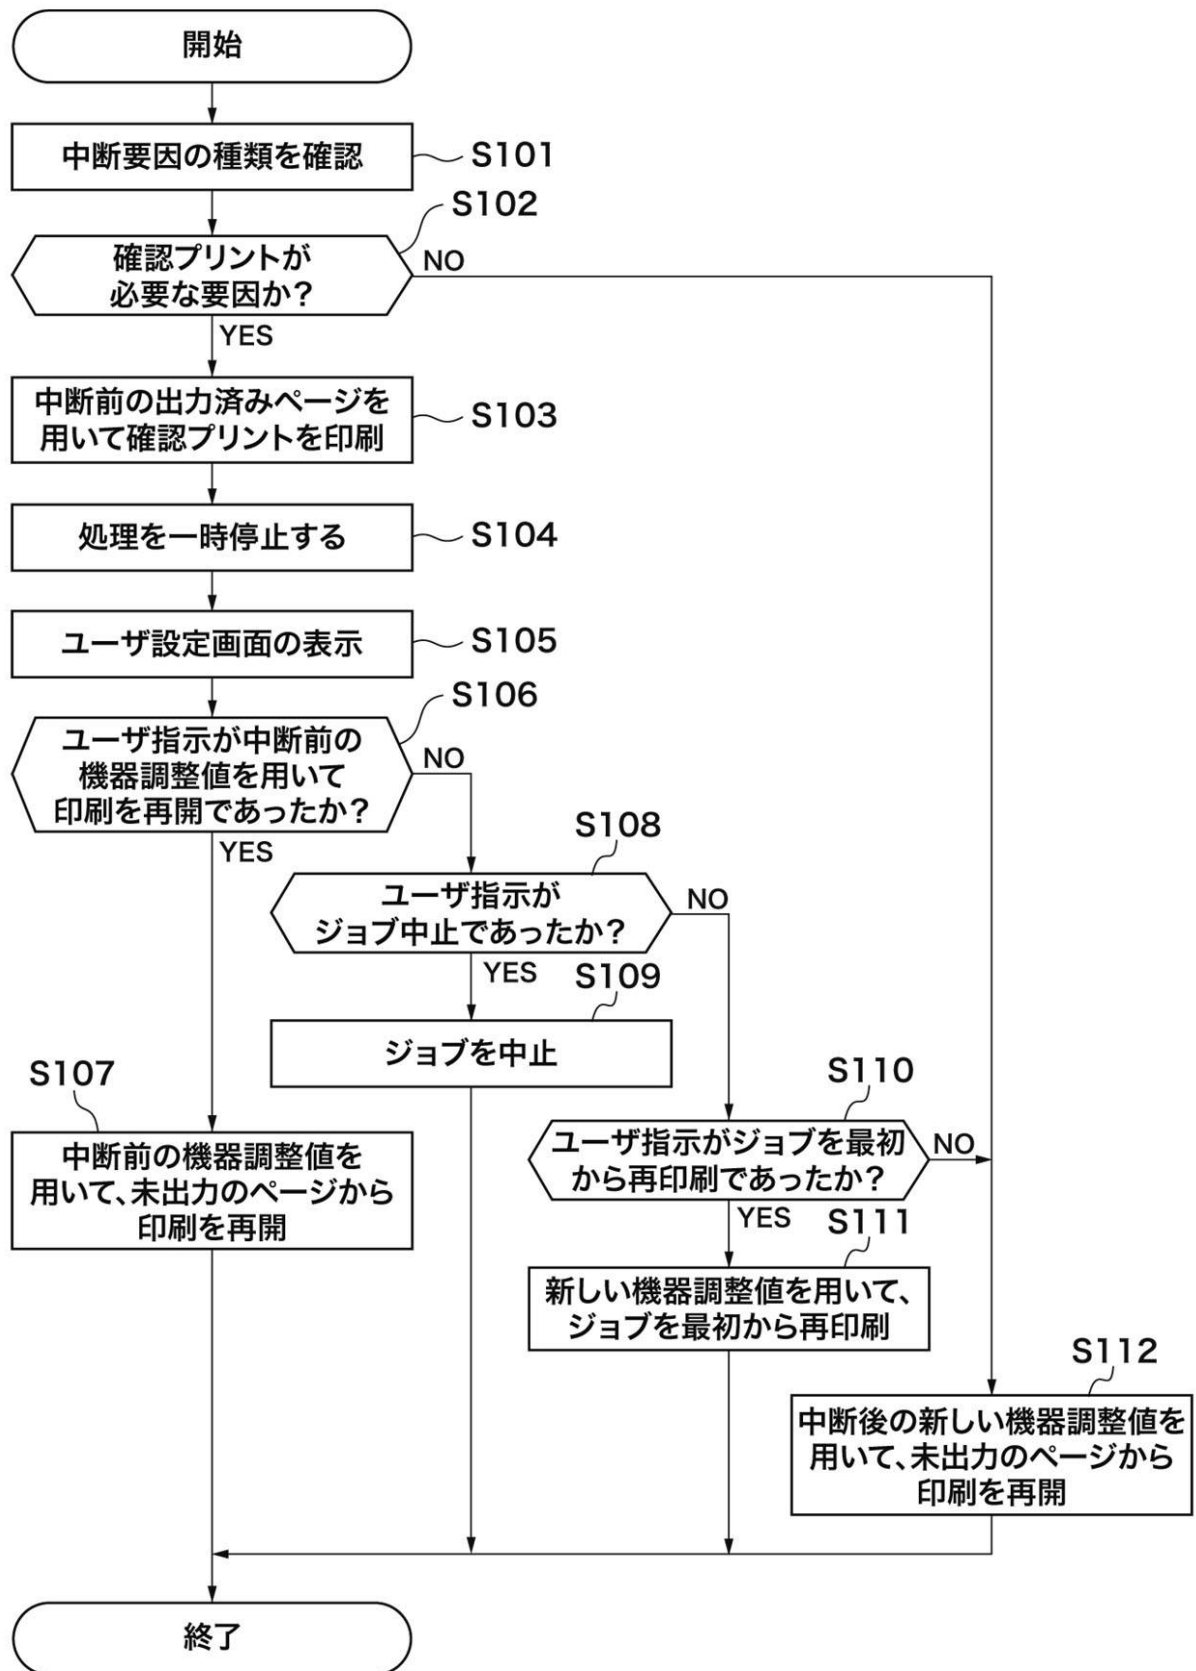 開始
中断要因の種類を確認
S101
S102
確認プリントが
必要な要因か?
NO
YES
中断前の出力済みページを
用いて確認プリントを印刷
S103
処理を一時停止する
S104
ユーザ設定画面の表示
S105
S106
ユーザ指示が中断前の
機器調整値を用いて
印刷を再開であったか?
NO
YES
S108
ユーザ指示が
ジョブ中止であったか?
NO
YES
S109
ジョブを中止
S107
中断前の機器調整値を
用いて、未出力のページから
印刷を再開
S110
ユーザ指示がジョブを最初
から再印刷であったか?
NO
YES
S111
新しい機器調整値を用いて、
ジョブを最初から再印刷
S112
中断後の新しい機器調整値を
用いて、未出力のページから
印刷を再開
終了